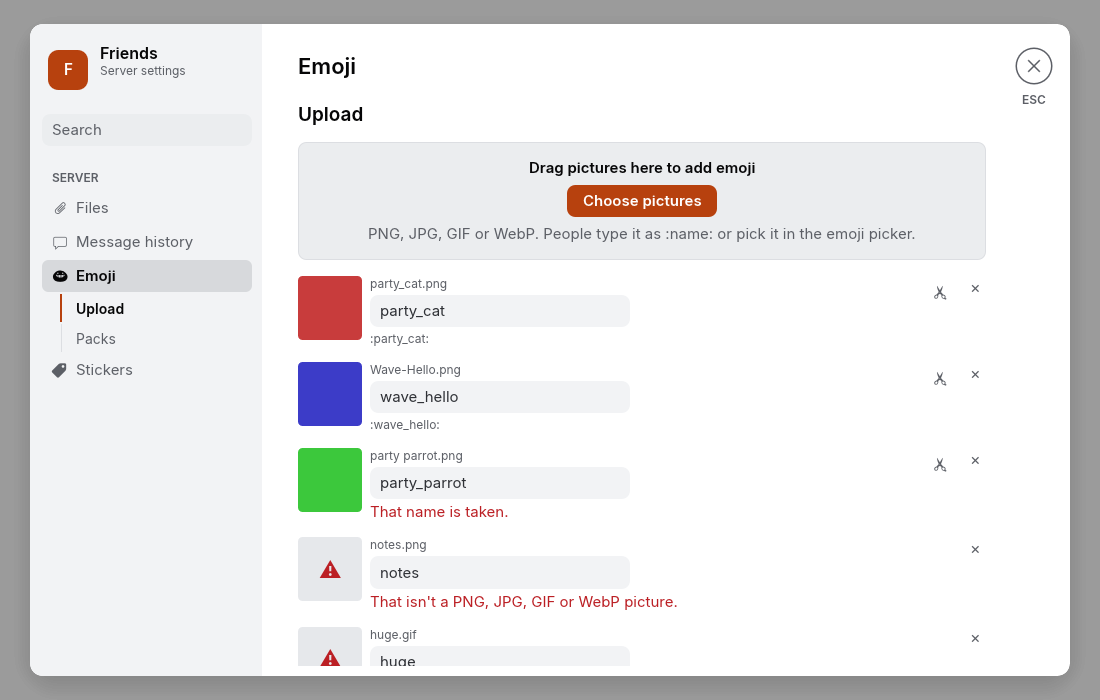 F
Friends
Server settings
Search
SERVER
Files
Message history
Emoji
Upload
Packs
Stickers
Emoji
ESC
Upload
Drag pictures here to add emoji
Choose pictures
PNG, JPG, GIF or WebP. People type it as :name: or pick it in the emoji picker.
party_cat.png
party_cat
:party_cat:
Wave-Hello.png
wave_hello
:wave_hello:
party parrot.png
party_parrot
That name is taken.
notes.png
notes
That isn't a PNG, JPG, GIF or WebP picture.
huge.gif
huge